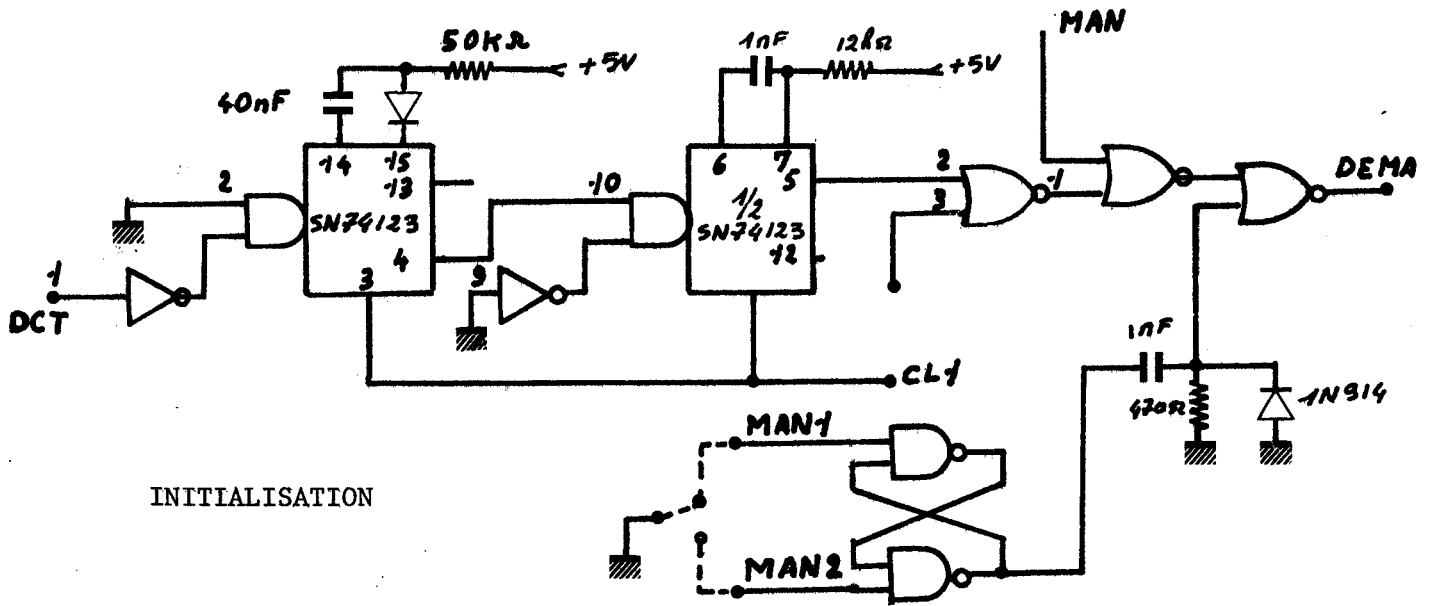 50KΩ
+5V
40nF
14
15
13
2
SN74123
4
3
1
DCT
1nF
12kΩ
+5V
6
7
5
10
1/2
SN74123
12
9
2
3
MAN
1
DEMA
CL1
1nF
470Ω
1N914
MAN1
MAN2
INITIALISATION